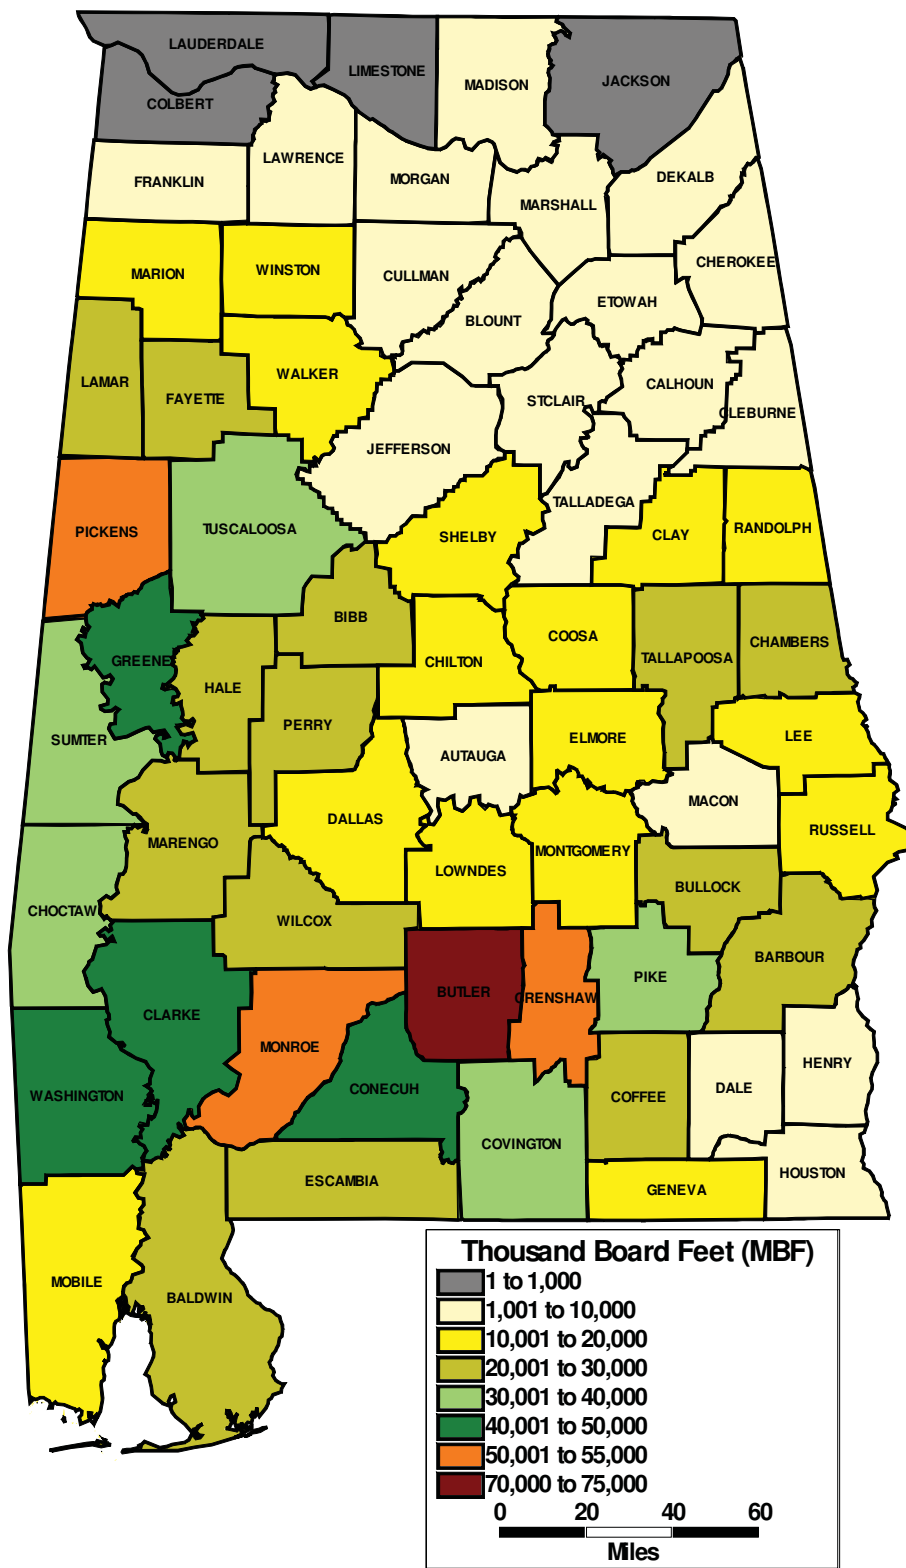 LAUDERDALE
LIMESTONE
MADISON
JACKSON
COLBERT
LAWRENCE
FRANKLIN
MORGAN
DEKALB
MARSHALL
CHEROKEE
MARION
WINSTON
CULLMAN
ETOWAH
BLOUNT
WALKER
LAMAR
FAYETTE
STCLAIR
CALHOUN
CLEBURNE
JEFFERSON
PICKENS
TUSCALOOSA
TALLADEGA
SHELBY
CLAY
RANDOLPH
BIBB
COOSA
CHAMBERS
GREENE
CHILTON
TALLAPOOSA
HALE
PERRY
SUMTER
ELMORE
LEE
AUTAUGA
MACON
DALLAS
RUSSELL
MARENGO
MONTGOMERY
LOWNDES
BULLOCK
CHOCTAW
WILCOX
BARBOUR
PIKE
BUTLER
CRENSHAW
CLARKE
MONROE
HENRY
WASHINGTON
CONECUH
COFFEE
DALE
COVINGTON
HOUSTON
ESCAMBIA
GENEVA
MOBILE
BALDWIN
Thousand Board Feet (MBF)
1 to 1,000
1,001 to 10,000
10,001 to 20,000
20,001 to 30,000
30,001 to 40,000
40,001 to 50,000
50,001 to 55,000
70,000 to 75,000
0 20 40 60
Miles